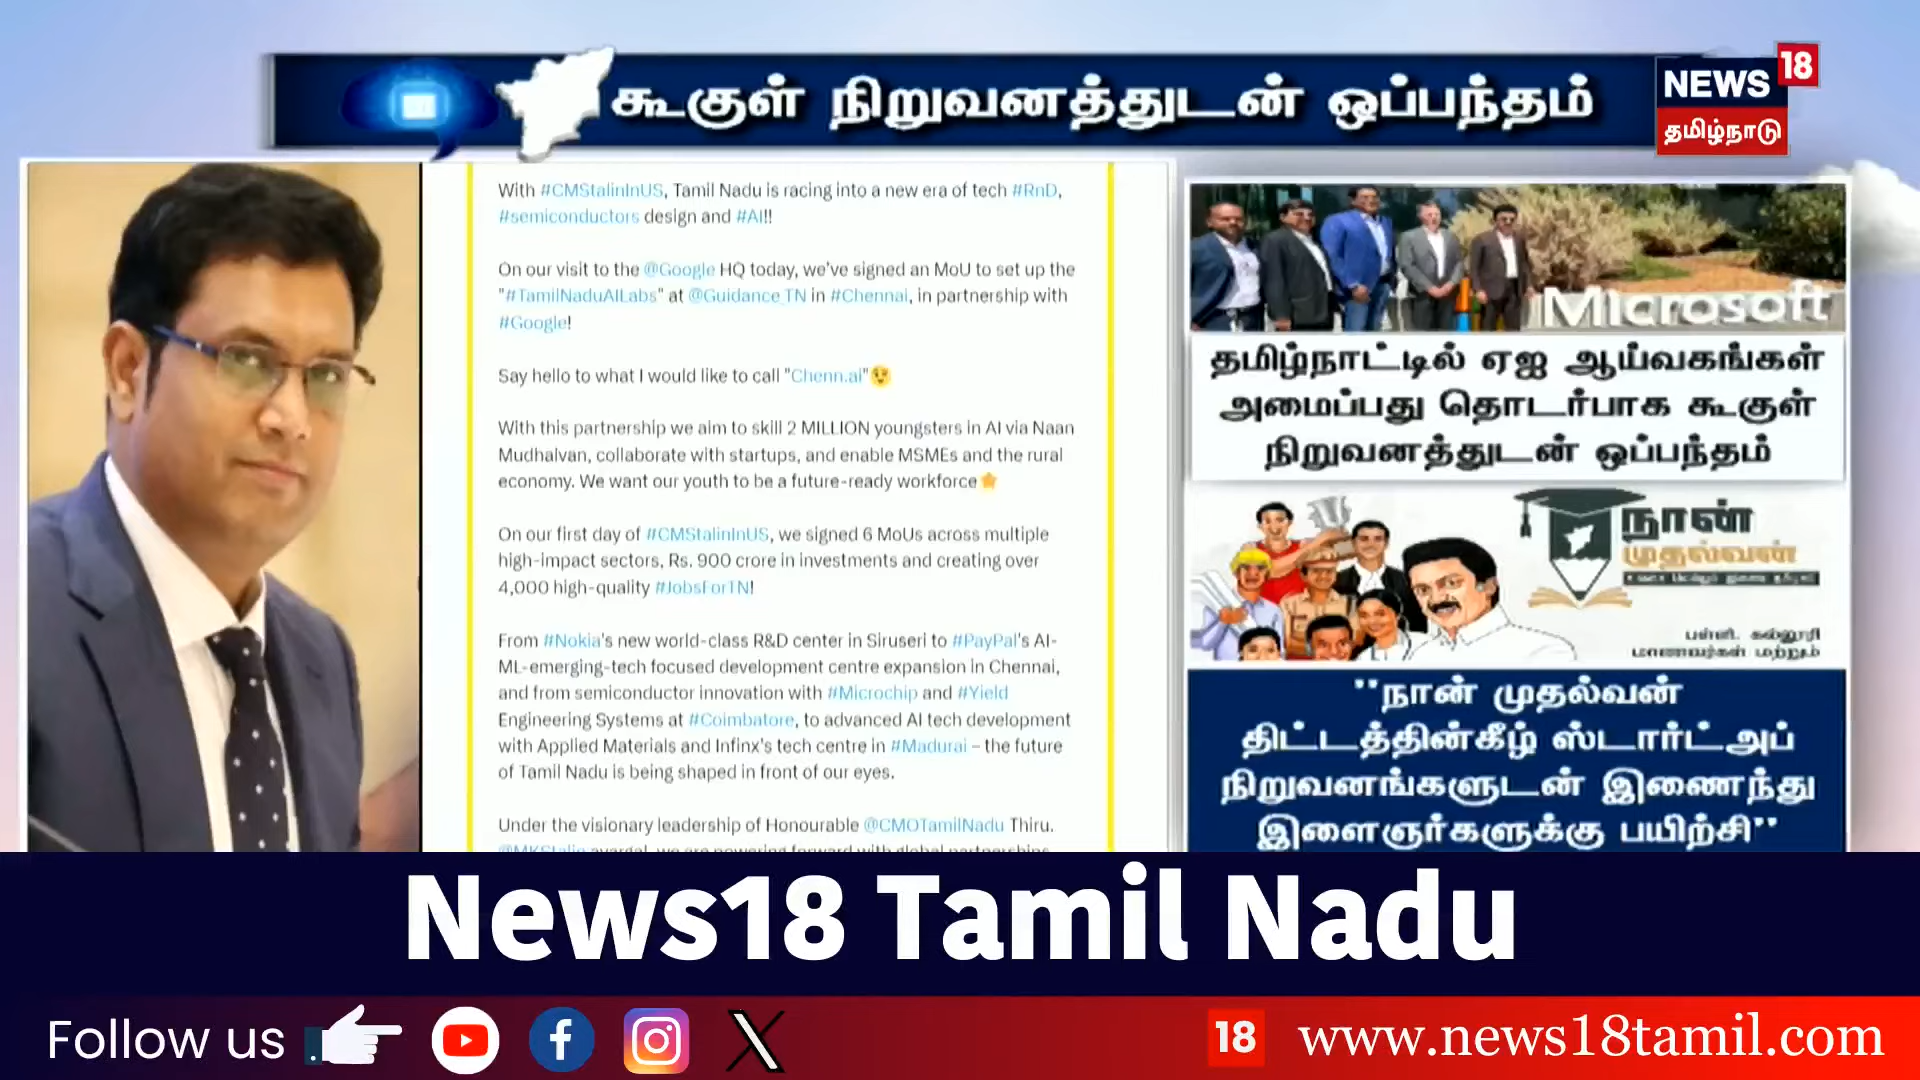 கூகுள் நிறுவனத்துடன் ஒப்பந்தம்
NEWS 18
தமிழ்நாடு
With #CMStalinInUS, Tamil Nadu is racing into a new era of tech #RnD,
#semiconductors design and #AI!!
On our visit to the @Google HQ today, we've signed an MoU to set up the
"#TamilNaduAILabs" at @Guidance_TN in #Chennai, in partnership with
#Google!
Say hello to what I would like to call "Chenn.ai"
With this partnership we aim to skill 2 MILLION youngsters in AI via Naan
Mudhalvan, collaborate with startups, and enable MSMEs and the rural
economy. We want our youth to be a future-ready workforce
On our first day of #CMStalinInUS, we signed 6 MoUs across multiple
high-impact sectors, Rs. 900 crore in investments and creating over
4,000 high-quality #JobsForTN!
From #Nokia's new world-class R&D center in Siruseri to #PayPal's AI-
ML-emerging-tech focused development centre expansion in Chennai,
and from semiconductor innovation with #Microchip and #Yield
Engineering Systems at #Coimbatore, to advanced AI tech development
with Applied Materials and Infinx's tech centre in #Madurai – the future
of Tamil Nadu is being shaped in front of our eyes.
Under the visionary leadership of Honourable @CMOTamilNadu Thiru.
Microsoft
தமிழ்நாட்டில் ஏஐ ஆய்வகங்கள்
அமைப்பது தொடர்பாக கூகுள்
நிறுவனத்துடன் ஒப்பந்தம்
நான்
முதல்வன்
பள்ளி, கல்லூரி
மாணவர்கள் மற்றும்
"நான் முதல்வன்
திட்டத்தின்கீழ் ஸ்டார்ட்அப்
நிறுவனங்களுடன் இணைந்து
இளைஞர்களுக்கு பயிற்சி"
News18 Tamil Nadu
Follow us
18 www.news18tamil.com